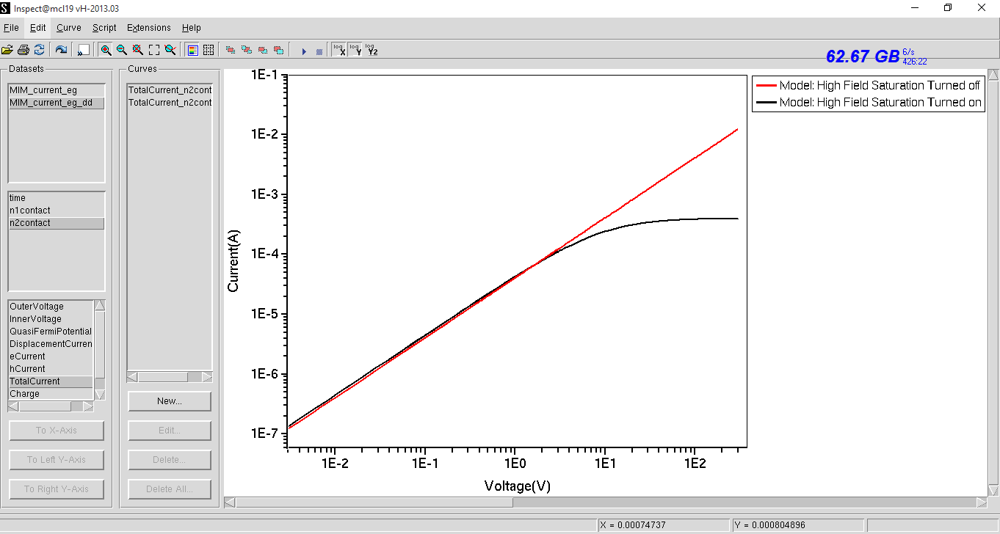 Inspect@mcl19 vH-2013.03
File Edit Curve Script Extensions Help
log X log Y log Y2
62.67 GB 6/s
426:22
Datasets
MIM_current_eg
MIM_current_eg_dd
time
n1contact
n2contact
OuterVoltage
InnerVoltage
QuasiFermiPotential
DisplacementCurren
eCurrent
hCurrent
TotalCurrent
Charge
To X-Axis
To Left Y-Axis
To Right Y-Axis
Curves
TotalCurrent_n2cont
TotalCurrent_n2cont
New...
Edit...
Delete...
Delete All...
1E-1
1E-2
1E-3
1E-4
1E-5
1E-6
1E-7
Current(A)
1E-2 1E-1 1E0 1E1 1E2
Voltage(V)
Model: High Field Saturation Turned off
Model: High Field Saturation Turned on
X = 0.00074737
Y = 0.000804896